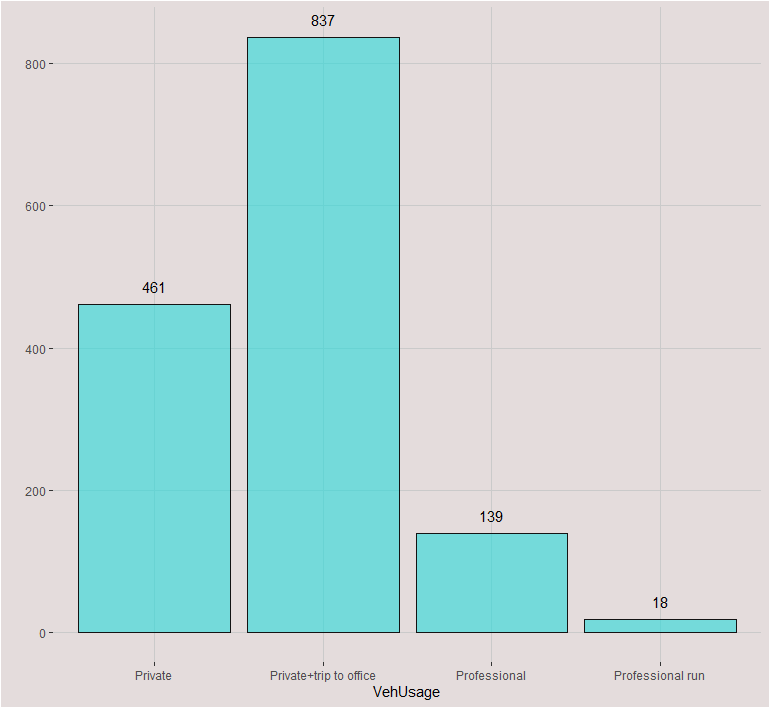 837
800
600
461
400
200
139
18
0
Private
Private+trip to office
Professional
Professional run
VehUsage